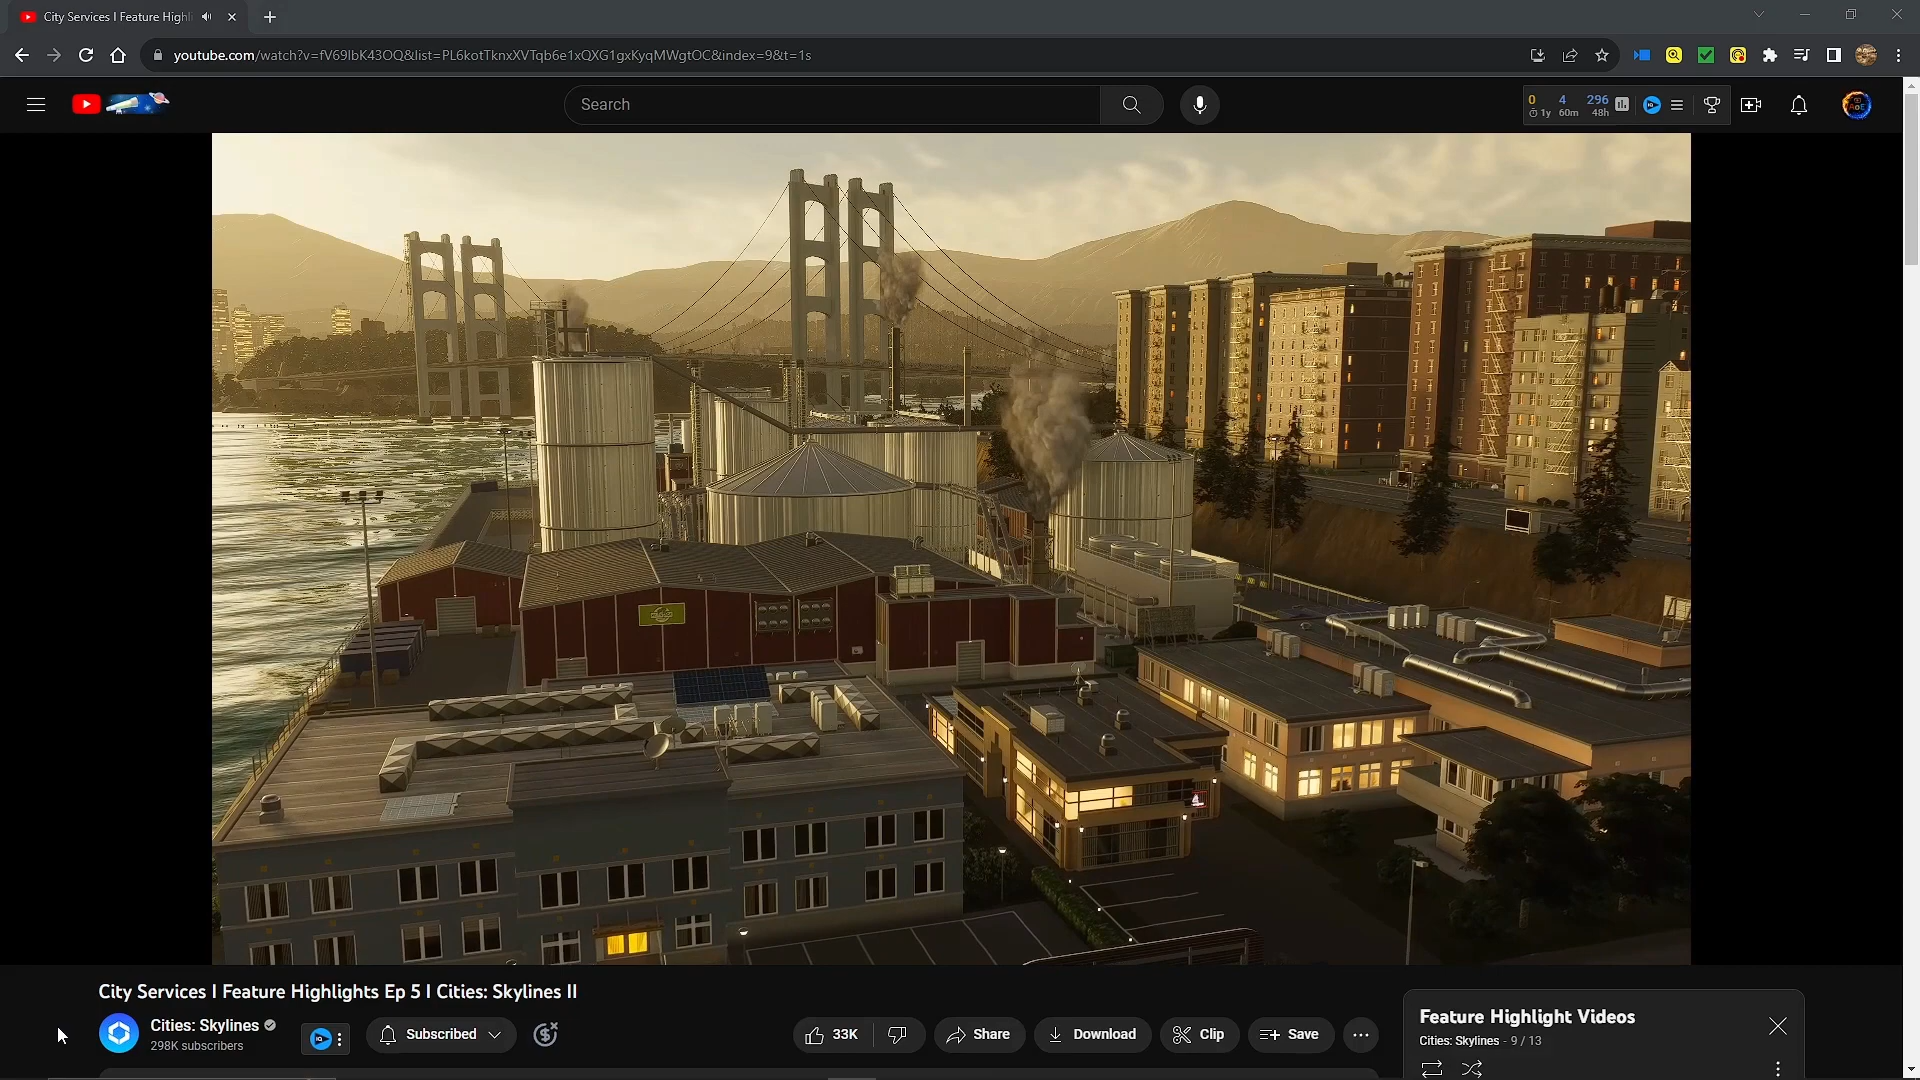 City Services I Feature Highli
youtube.com/watch?v=fV69lbK43OQ&list=PL6kotTknxXVTqb6e1xQXG1gxKyqMWgtOC&index=9&t=1s
Search
0 4 296
1y 60m 48h
City Services I Feature Highlights Ep 5 I Cities: Skylines II
Cities: Skylines
298K subscribers
Subscribed
33K
Share
Download
Clip
Save
Feature Highlight Videos
Cities: Skylines - 9 / 13